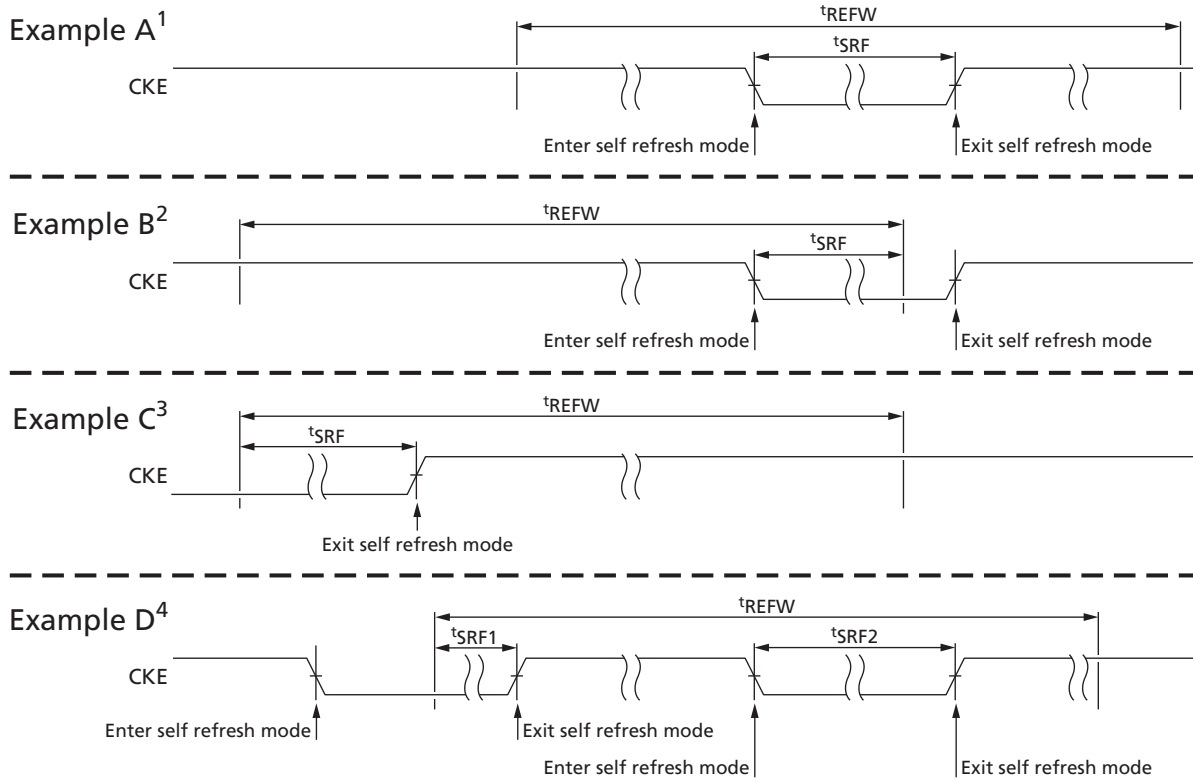 Example A¹
ᵗREFW
ᵗSRF
CKE
Enter self refresh mode
Exit self refresh mode
Example B²
ᵗREFW
ᵗSRF
CKE
Enter self refresh mode
Exit self refresh mode
Example C³
ᵗREFW
ᵗSRF
CKE
Exit self refresh mode
Example D⁴
ᵗREFW
ᵗSRF1
ᵗSRF2
CKE
Enter self refresh mode
Exit self refresh mode
Enter self refresh mode
Exit self refresh mode